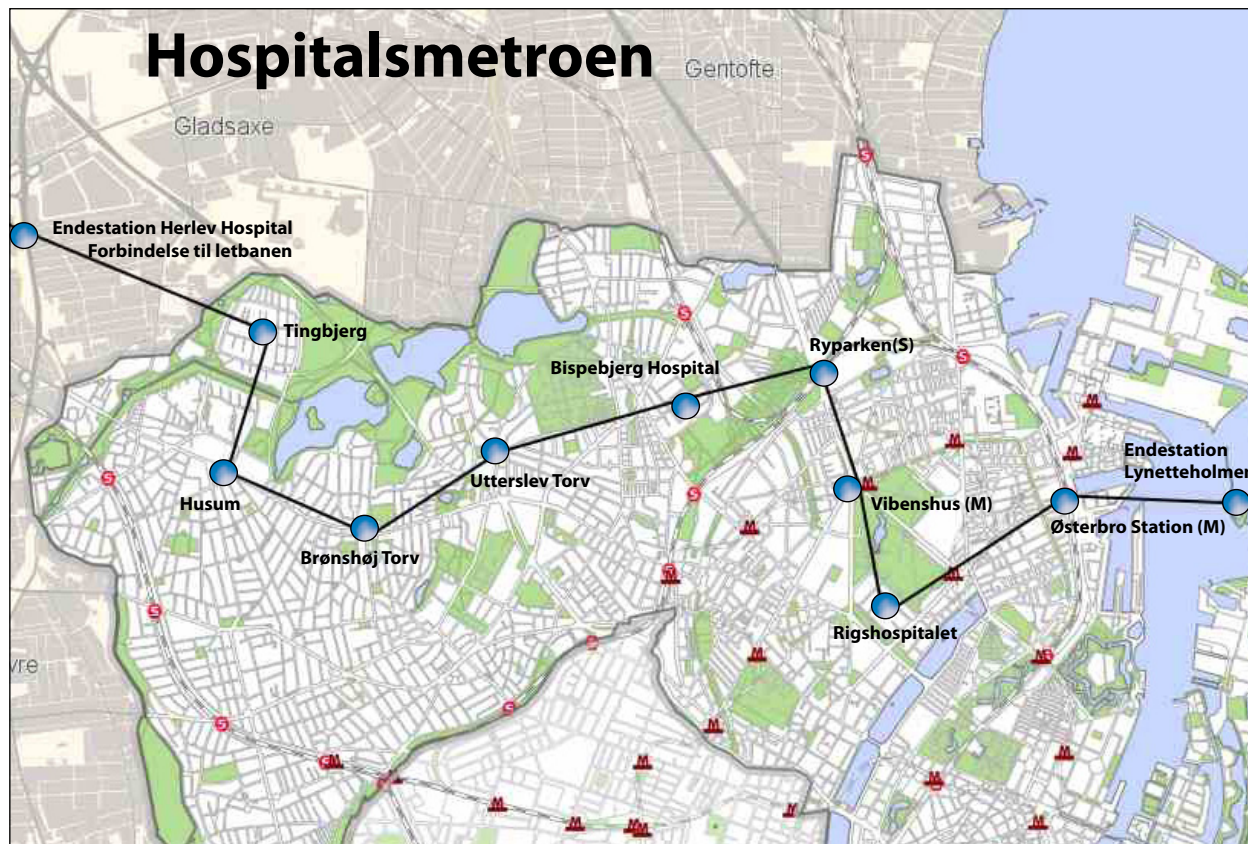 Hospitalsmetroen
Gentofte
Gladsaxe
Endestation Herlev Hospital
Forbindelse til letbanen
Tingbjerg
Ryparken(S)
Bispebjerg Hospital
Endestation
Lynetteholmen
Utterslev Torv
Husum
Vibenshus (M)
Østerbro Station (M)
Brønshøj Torv
Rigshospitalet
vre